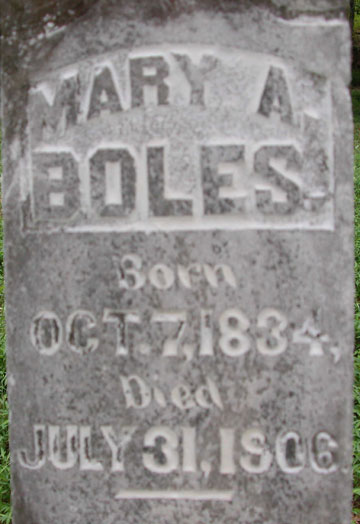 MARY A.
BOLES.
Born
OCT. 7, 1834,
Died
JULY 31, 1906.